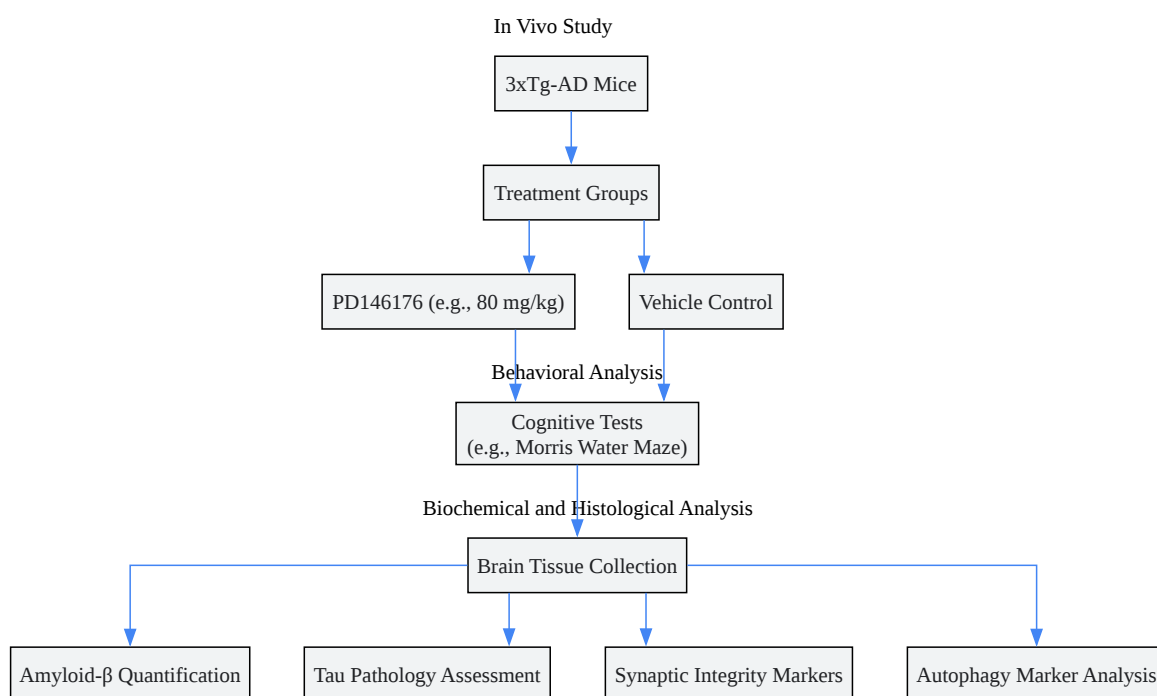 In Vivo Study
3xTg-AD Mice
Treatment Groups
PD146176 (e.g., 80 mg/kg)
Vehicle Control
Behavioral Analysis
Cognitive Tests
(e.g., Morris Water Maze)
Biochemical and Histological Analysis
Brain Tissue Collection
Amyloid-β Quantification
Tau Pathology Assessment
Synaptic Integrity Markers
Autophagy Marker Analysis